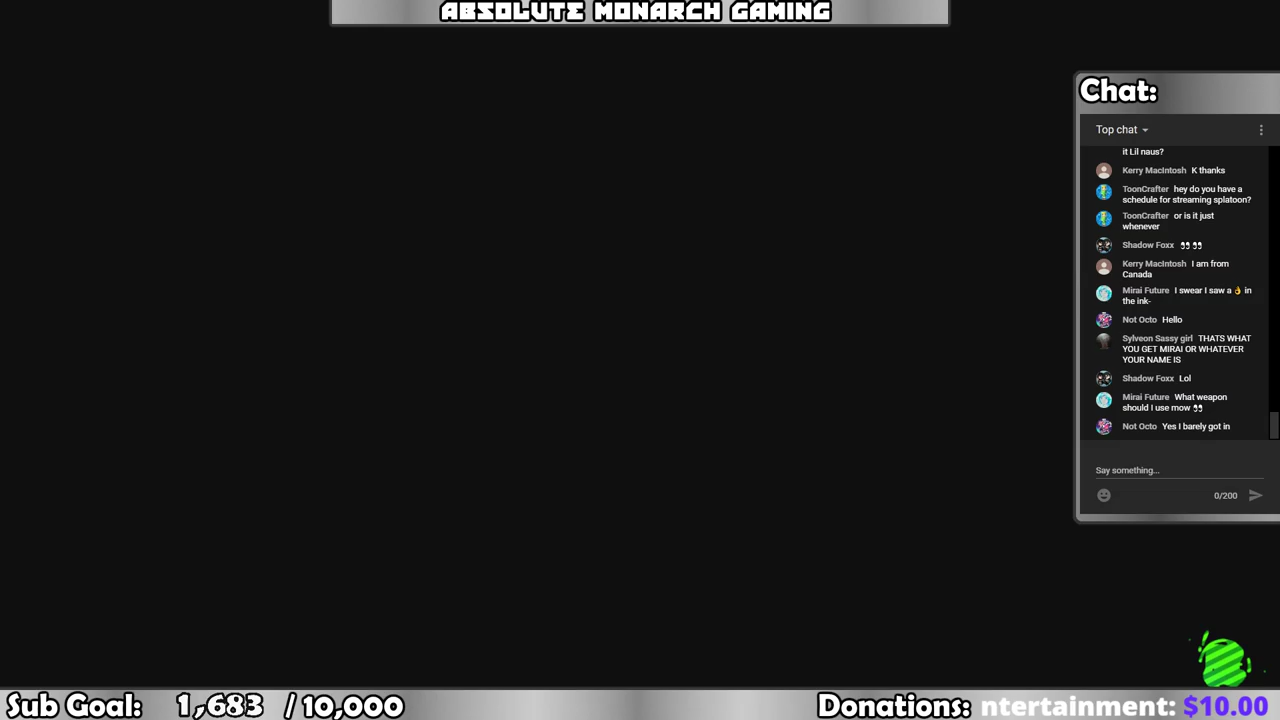 ABSOLUTE MONARCH GAMING
Chat:
Top chat
it Lil naus?
Kerry MacIntosh K thanks
ToonCrafter hey do you have a
schedule for streaming splatoon?
ToonCrafter or is it just
whenever
Shadow Foxx 👀 👀
Kerry MacIntosh I am from
Canada
Mirai Future I swear I saw a 👌 in
the ink-
Not Octo Hello
Sylveon Sassy girl THATS WHAT
YOU GET MIRAI OR WHATEVER
YOUR NAME IS
Shadow Foxx Lol
Mirai Future What weapon
should I use mow 👀
Not Octo Yes I barely got in
Say something...
0/200
Sub Goal: 1,683 / 10,000
Donations: ntertainment: $10.00